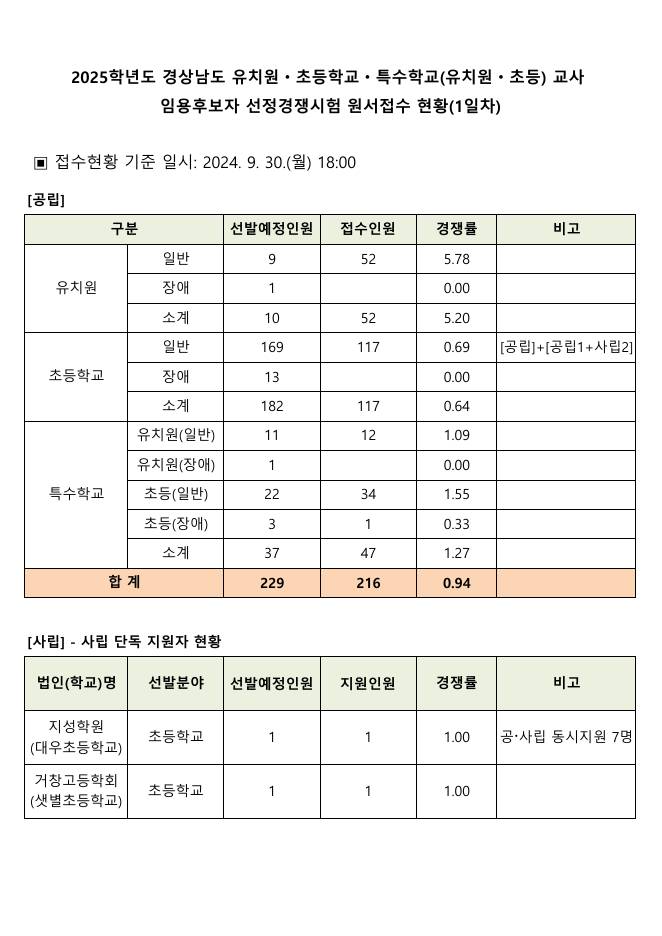 2025학년도 경상남도 유치원・초등학교・특수학교(유치원・초등) 교사
임용후보자 선정경쟁시험 원서접수 현황(1일차)
▣ 접수현황 기준 일시: 2024. 9. 30.(월) 18:00
[공립]
구분 선발예정인원 접수인원 경쟁률 비고
유치원 일반 9 52 5.78
장애 1 0.00
소계 10 52 5.20
초등학교 일반 169 117 0.69 [공립]+[공립1+사립2]
장애 13 0.00
소계 182 117 0.64
특수학교 유치원(일반) 11 12 1.09
유치원(장애) 1 0.00
초등(일반) 22 34 1.55
초등(장애) 3 1 0.33
소계 37 47 1.27
합 계 229 216 0.94
[사립] - 사립 단독 지원자 현황
법인(학교)명 선발분야 선발예정인원 지원인원 경쟁률 비고
지성학원
(대우초등학교) 초등학교 1 1 1.00 공·사립 동시지원 7명
거창고등학회
(샛별초등학교) 초등학교 1 1 1.00